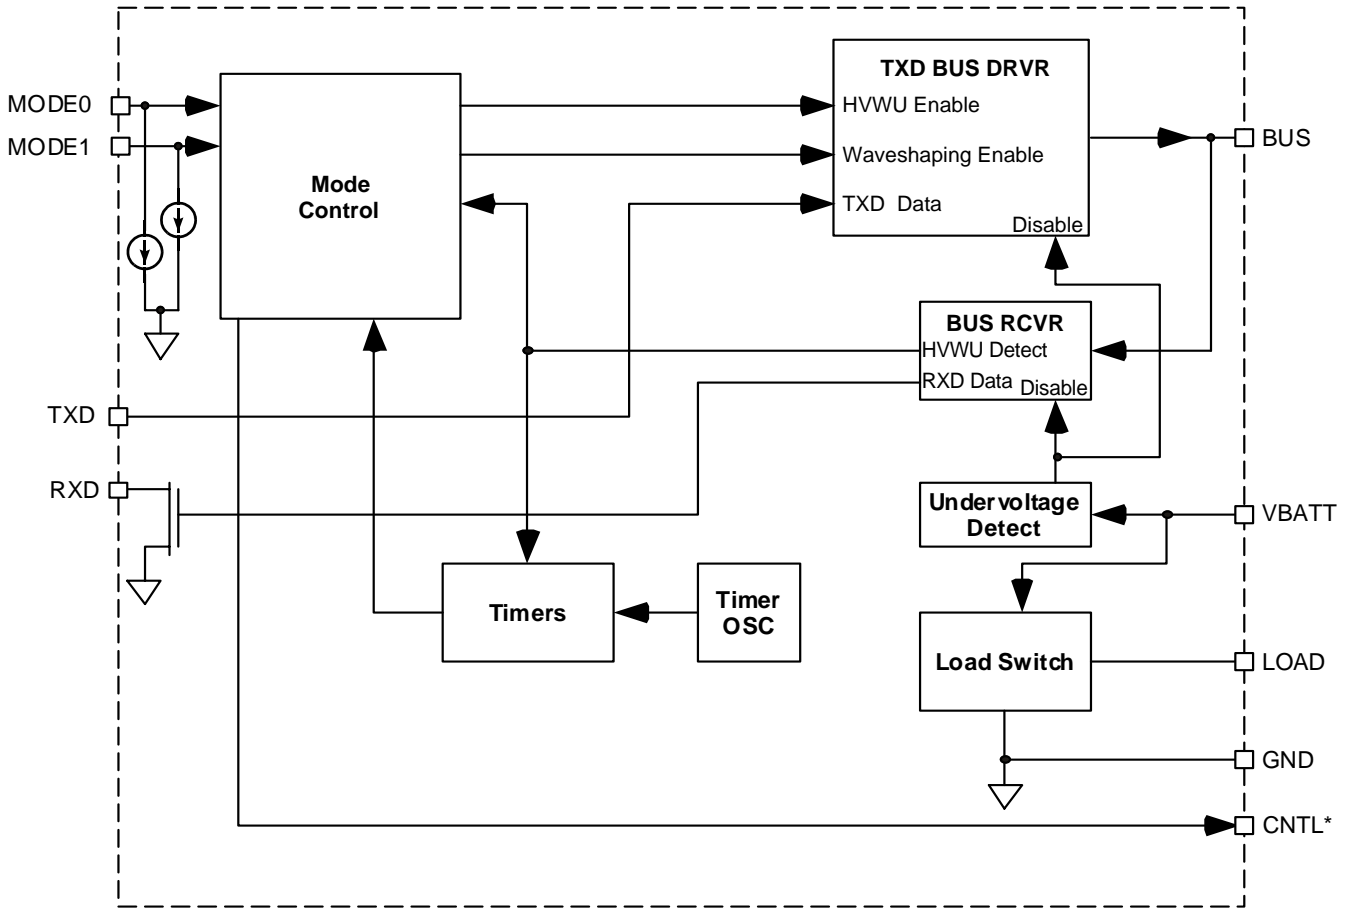 MODE0
MODE1
TXD
RXD
Mode
Control
TXD BUS DRVR
HVWU Enable
Waveshaping Enable
TXD Data
Disable
BUS RCVR
HVWU Detect
RXD Data
Disable
Undervoltage
Detect
Timers
Timer
OSC
Load Switch
BUS
VBATT
LOAD
GND
CNTL*